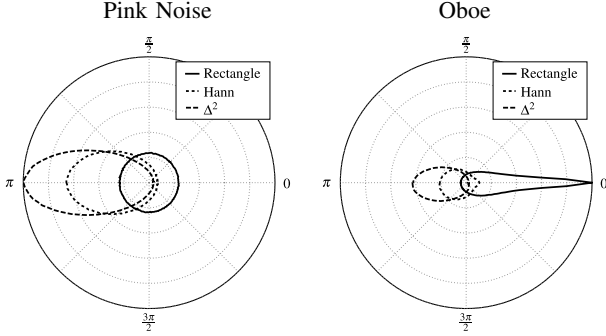 Pink Noise
π/2
Rectangle
Hann
Δ²
π
0
3π/2
Oboe
π/2
Rectangle
Hann
Δ²
π
0
3π/2